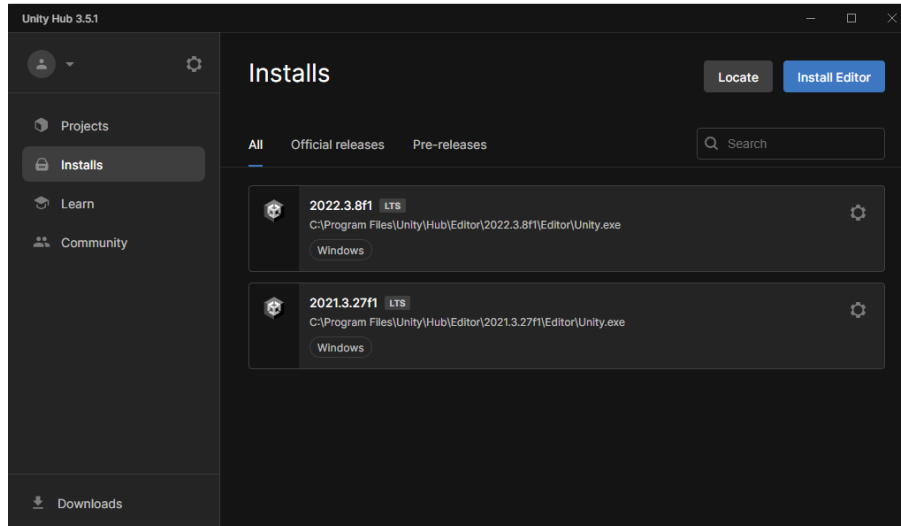 Unity Hub 3.5.1
Installs
Locate
Install Editor
Projects
Installs
Learn
Community
All Official releases Pre-releases
Search
2022.3.8f1 LTS
C:\Program Files\Unity\Hub\Editor\2022.3.8f1\Editor\Unity.exe
Windows
2021.3.27f1 LTS
C:\Program Files\Unity\Hub\Editor\2021.3.27f1\Editor\Unity.exe
Windows
Downloads